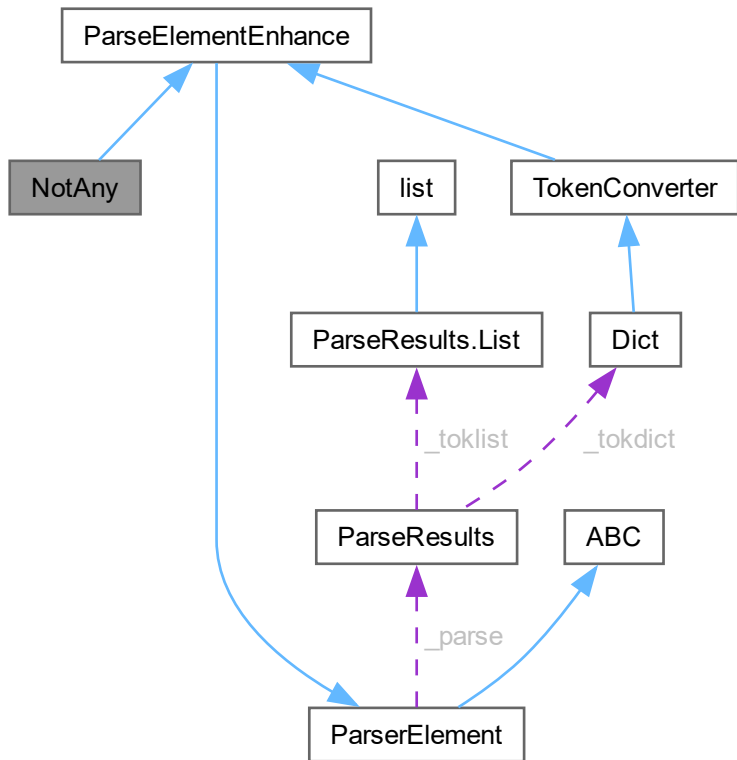 ParseElementEnhance
NotAny
list
TokenConverter
ParseResults.List
Dict
_toklist
_tokdict
ParseResults
ABC
_parse
ParserElement